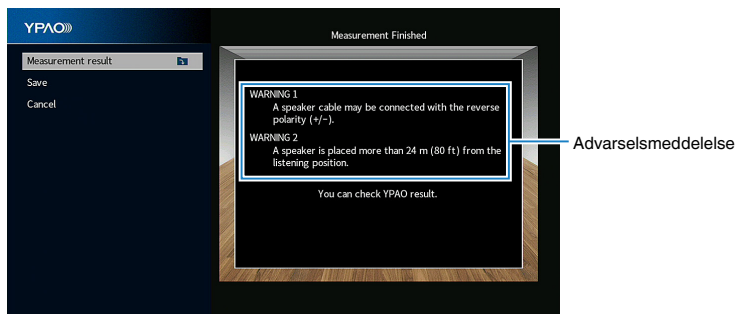 YPAO
Measurement Finished
Measurement result
Save
Cancel
WARNING 1
A speaker cable may be connected with the reverse
polarity (+/−).
WARNING 2
A speaker is placed more than 24 m (80 ft) from the
listening position.
You can check YPAO result.
Advarselsmeddelelse